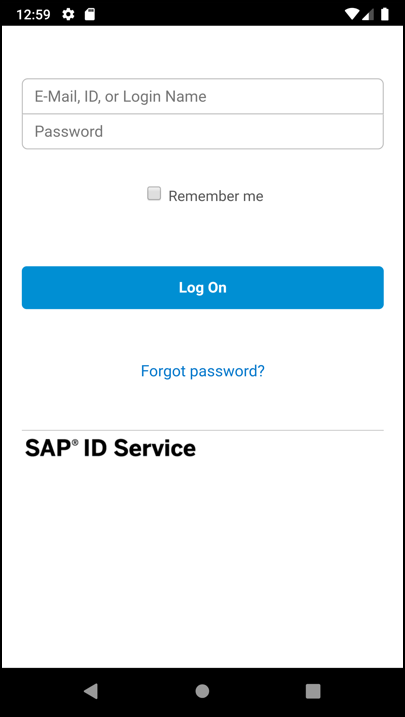 12:59
E-Mail, ID, or Login Name
Password
Remember me
Log On
Forgot password?
SAP® ID Service